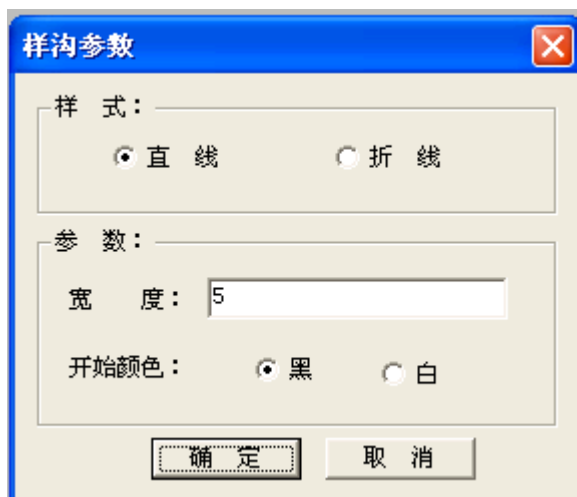 样沟参数
样 式：
直 线 折 线
参 数：
宽 度： 5
开始颜色： 黑 白
确 定 取 消